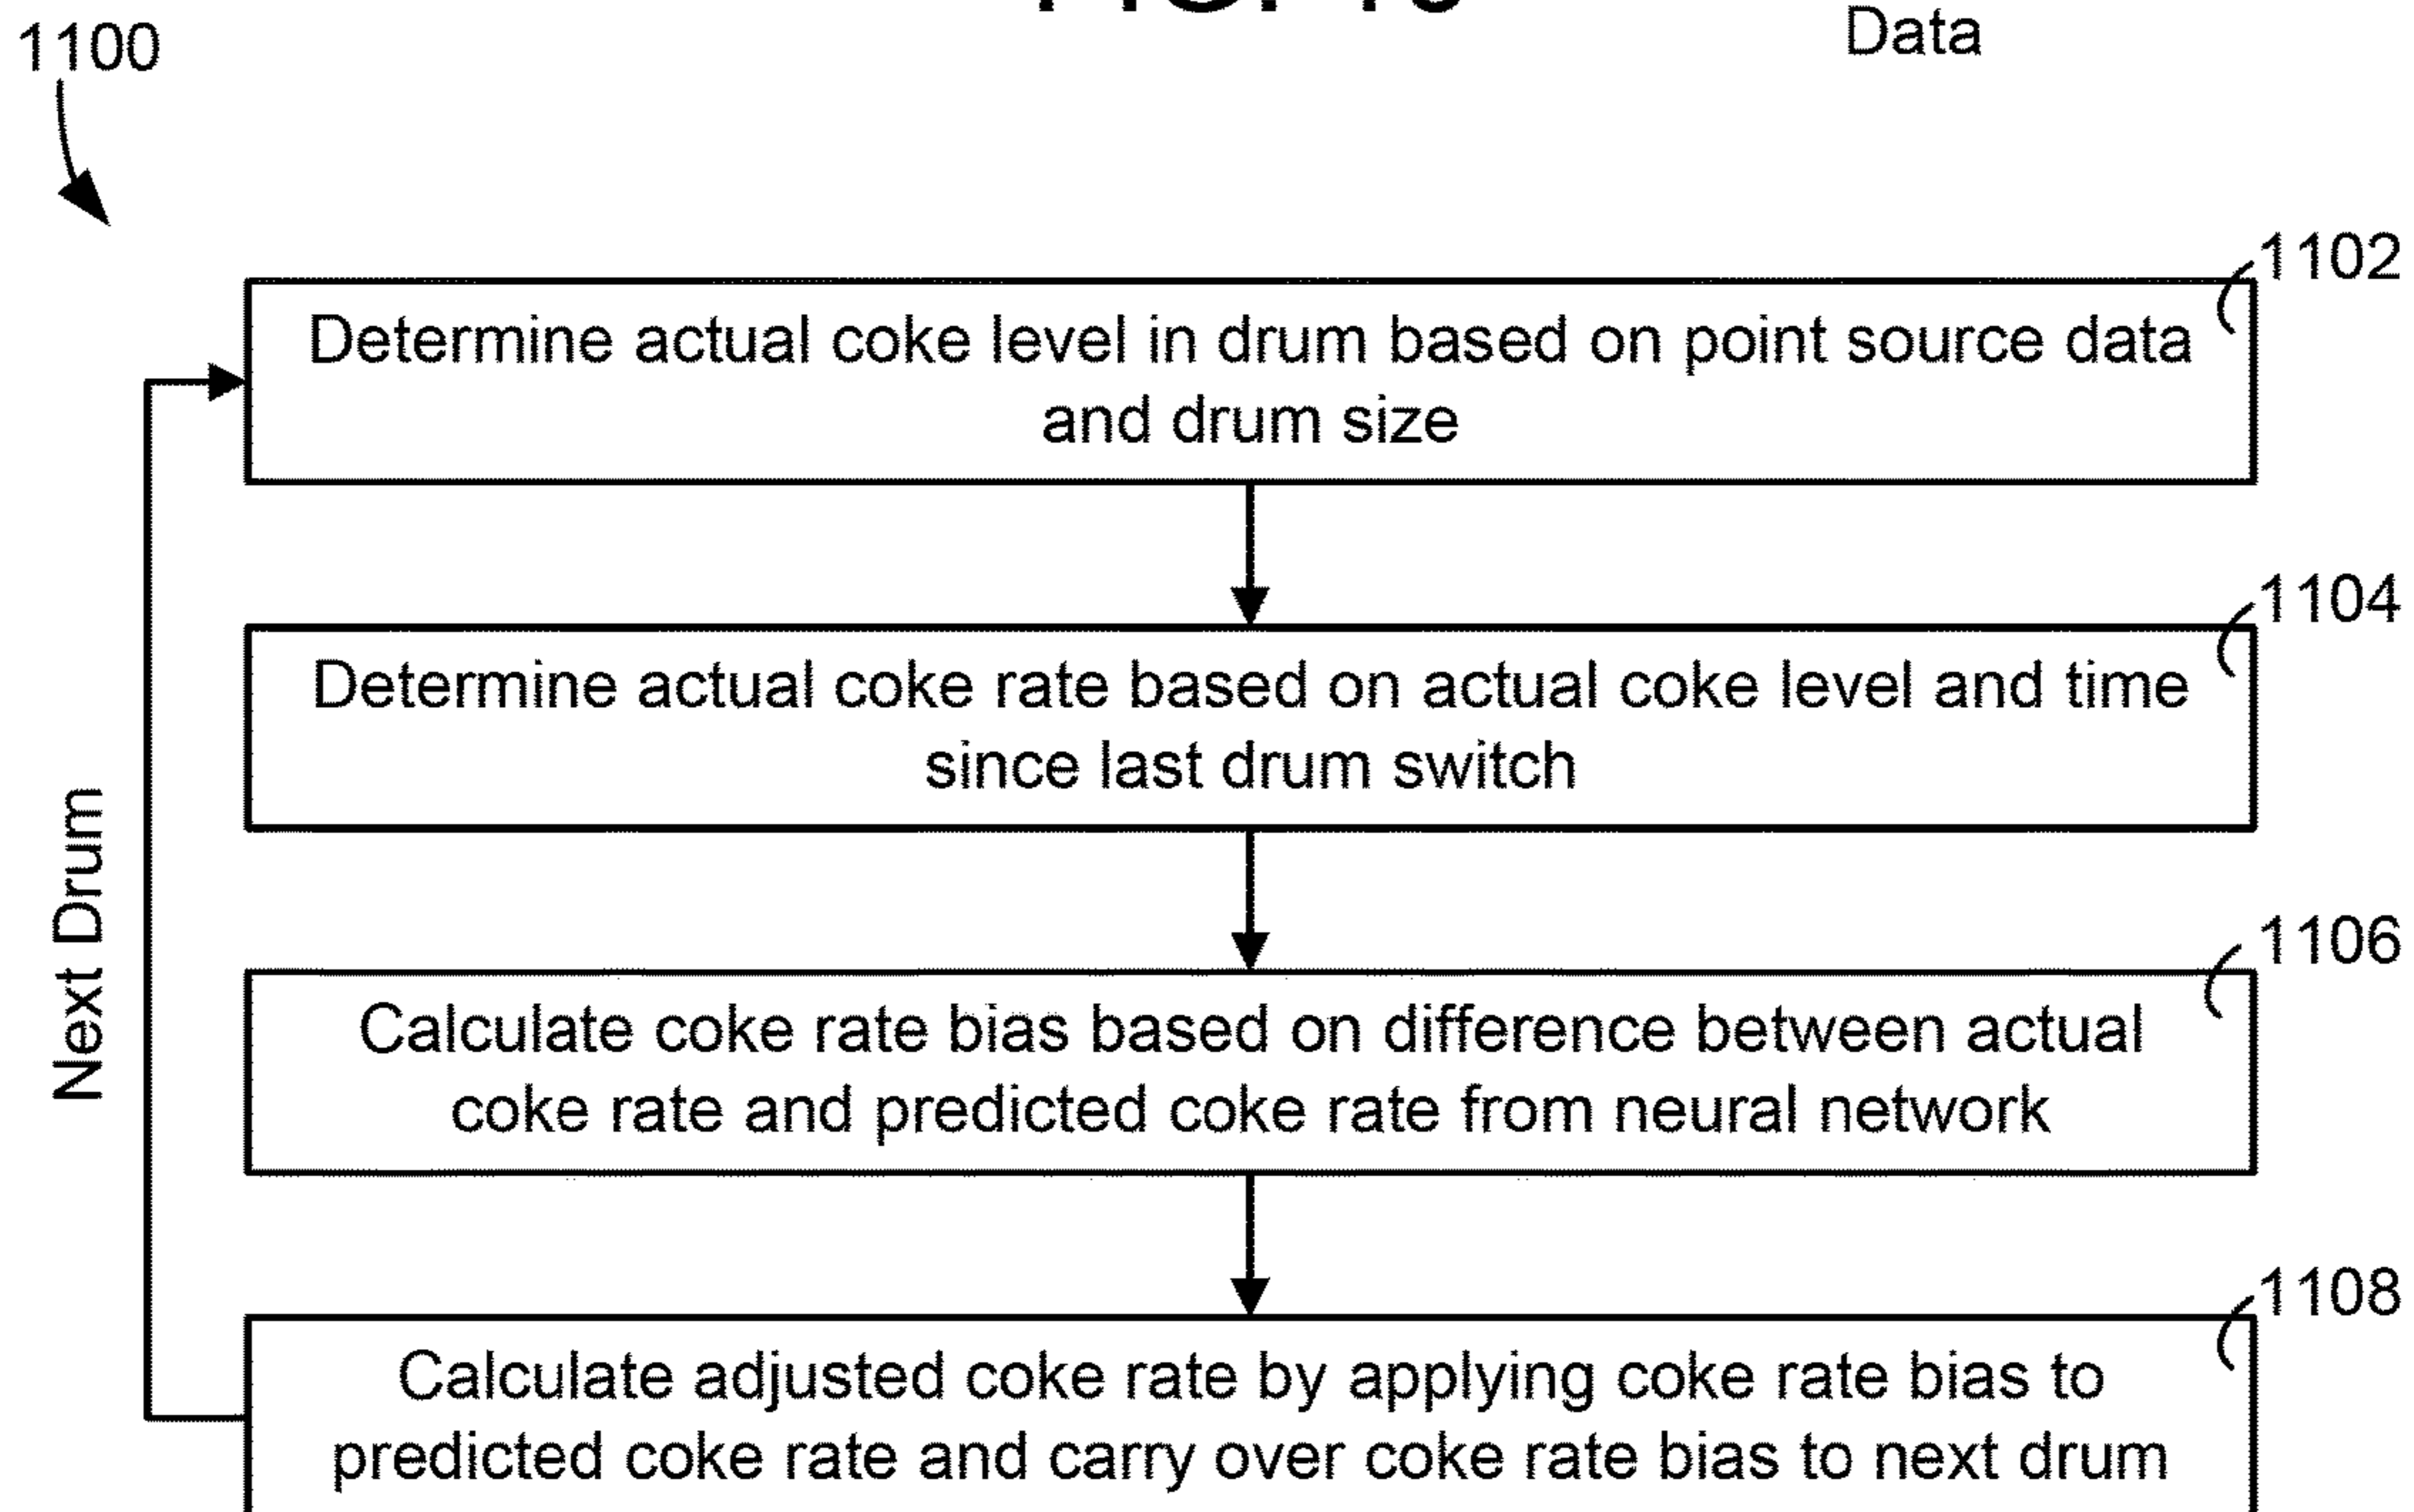 1100
Data
1102
Determine actual coke level in drum based on point source data
and drum size
1104
Determine actual coke rate based on actual coke level and time
since last drum switch
Next Drum
1106
Calculate coke rate bias based on difference between actual
coke rate and predicted coke rate from neural network
1108
Calculate adjusted coke rate by applying coke rate bias to
predicted coke rate and carry over coke rate bias to next drum